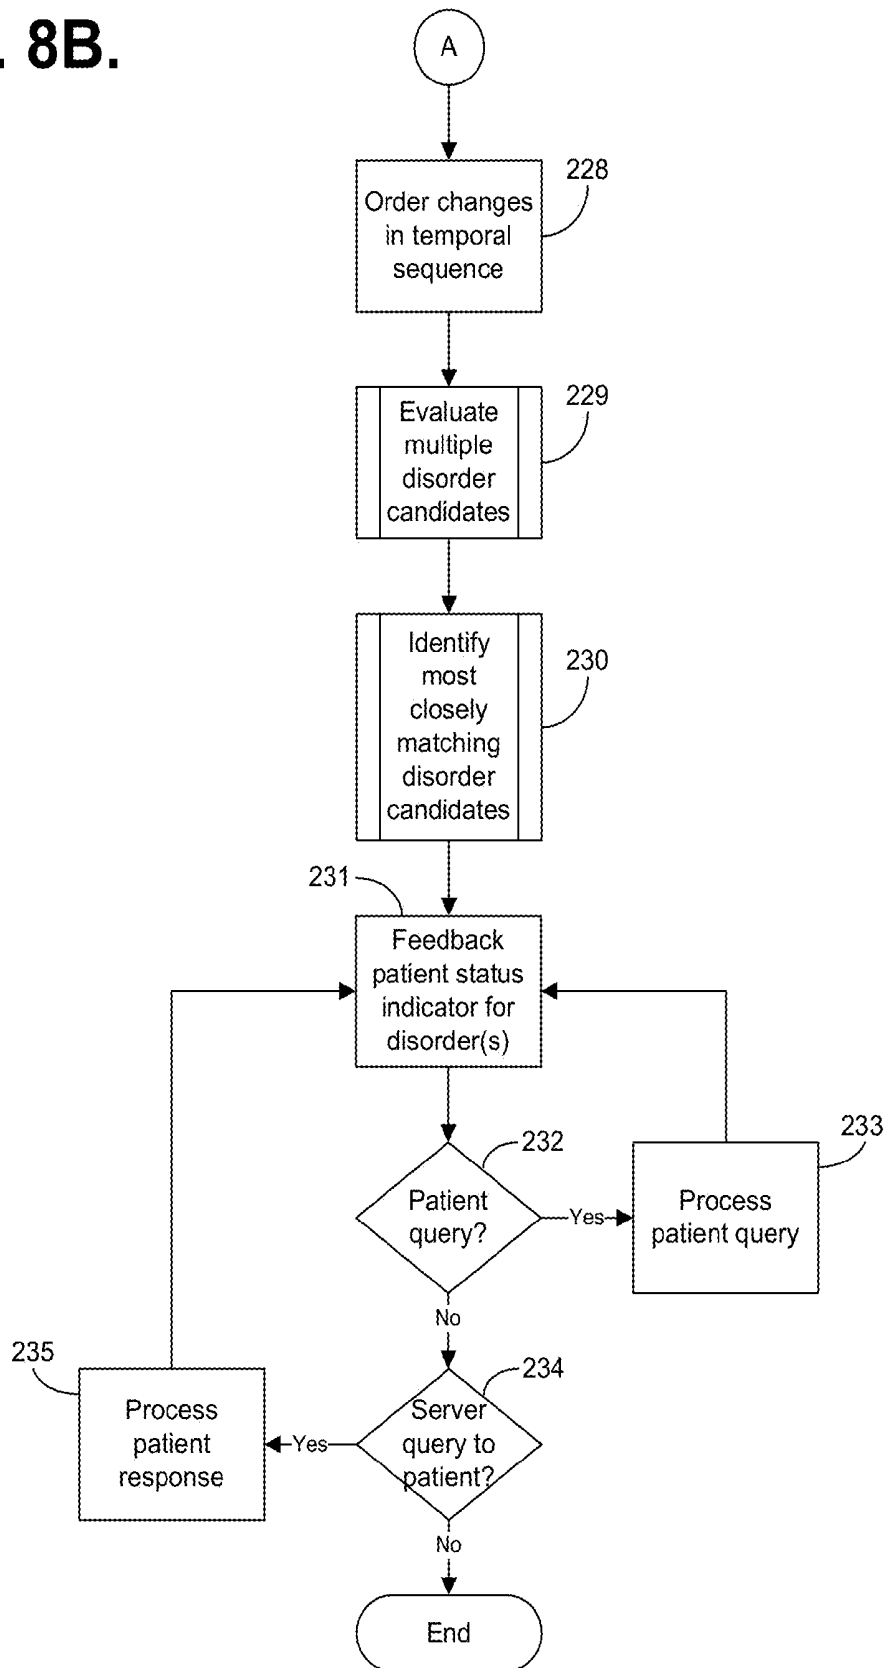 . 8B.
A
228
Order changes
in temporal
sequence
229
Evaluate
multiple
disorder
candidates
230
Identify
most
closely
matching
disorder
candidates
231
Feedback
patient status
indicator for
disorder(s)
232
Patient
query?
Yes
233
Process
patient query
No
234
Server
query to
patient?
Yes
235
Process
patient
response
No
End